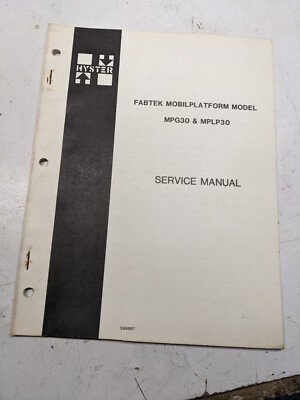 HYSTER
FABTEK MOBILPLATFORM MODEL
MPG30 & MPLP30
SERVICE MANUAL
599967